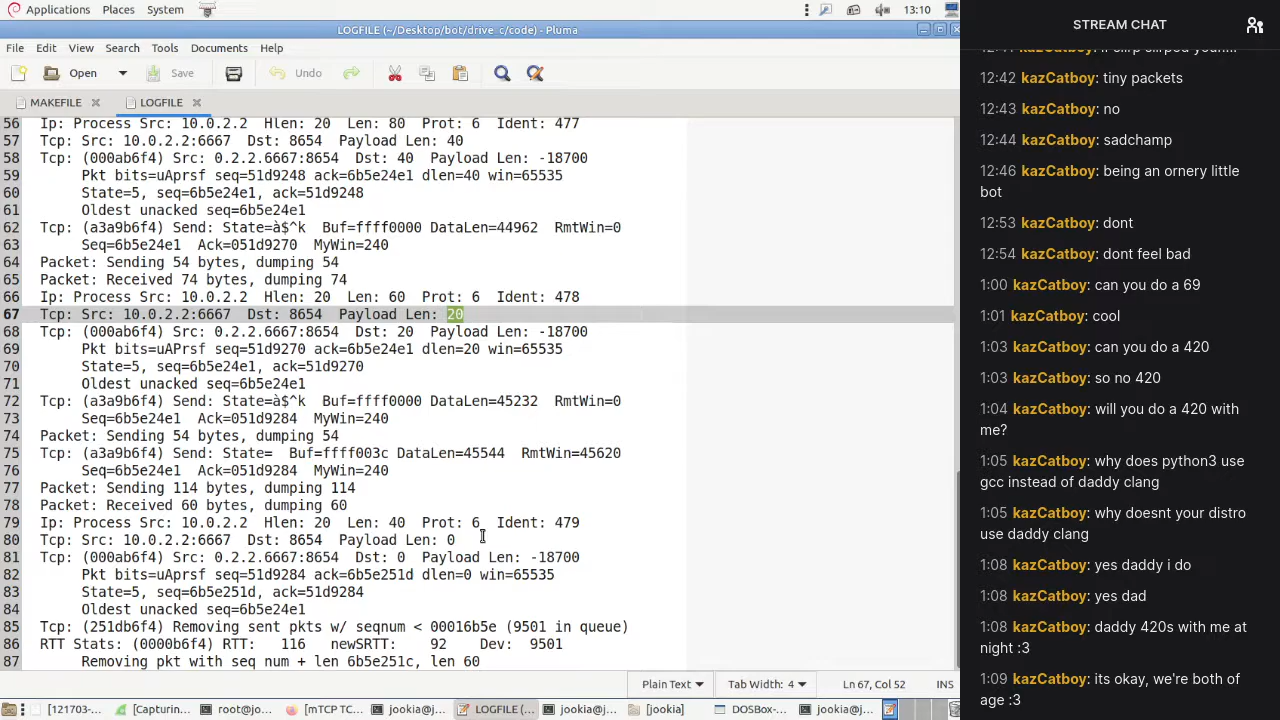 Applications Places System 13:10
LOGFILE (~/Desktop/bot/drive_c/code) - Pluma
File Edit View Search Tools Documents Help
Open Save Undo
MAKEFILE LOGFILE
56 Ip: Process Src: 10.0.2.2 Hlen: 20 Len: 80 Prot: 6 Ident: 477
57 Tcp: Src: 10.0.2.2:6667 Dst: 8654 Payload Len: 40
58 Tcp: (000ab6f4) Src: 0.2.2.6667:8654 Dst: 40 Payload Len: -18700
59 Pkt bits=uAprsf seq=51d9248 ack=6b5e24e1 dlen=40 win=65535
60 State=5, seq=6b5e24e1, ack=51d9248
61 Oldest unacked seq=6b5e24e1
62 Tcp: (a3a9b6f4) Send: State=à$^k Buf=ffff0000 DataLen=44962 RmtWin=0
63 Seq=6b5e24e1 Ack=051d9270 MyWin=240
64 Packet: Sending 54 bytes, dumping 54
65 Packet: Received 74 bytes, dumping 74
66 Ip: Process Src: 10.0.2.2 Hlen: 20 Len: 60 Prot: 6 Ident: 478
67 Tcp: Src: 10.0.2.2:6667 Dst: 8654 Payload Len: 20
68 Tcp: (000ab6f4) Src: 0.2.2.6667:8654 Dst: 20 Payload Len: -18700
69 Pkt bits=uAPrsf seq=51d9270 ack=6b5e24e1 dlen=20 win=65535
70 State=5, seq=6b5e24e1, ack=51d9270
71 Oldest unacked seq=6b5e24e1
72 Tcp: (a3a9b6f4) Send: State=à$^k Buf=ffff0000 DataLen=45232 RmtWin=0
73 Seq=6b5e24e1 Ack=051d9284 MyWin=240
74 Packet: Sending 54 bytes, dumping 54
75 Tcp: (a3a9b6f4) Send: State= Buf=ffff003c DataLen=45544 RmtWin=45620
76 Seq=6b5e24e1 Ack=051d9284 MyWin=240
77 Packet: Sending 114 bytes, dumping 114
78 Packet: Received 60 bytes, dumping 60
79 Ip: Process Src: 10.0.2.2 Hlen: 20 Len: 40 Prot: 6 Ident: 479
80 Tcp: Src: 10.0.2.2:6667 Dst: 8654 Payload Len: 0
81 Tcp: (000ab6f4) Src: 0.2.2.6667:8654 Dst: 0 Payload Len: -18700
82 Pkt bits=uAprsf seq=51d9284 ack=6b5e251d dlen=0 win=65535
83 State=5, seq=6b5e251d, ack=51d9284
84 Oldest unacked seq=6b5e24e1
85 Tcp: (251db6f4) Removing sent pkts w/ seqnum < 00016b5e (9501 in queue)
86 RTT Stats: (0000b6f4) RTT: 116 newSRTT: 92 Dev: 9501
87 Removing pkt with seq num + len 6b5e251c, len 60
Plain Text Tab Width: 4 Ln 67, Col 52 INS
[121703-... [Capturin... root@jo... [mTCP TC... jookia@j... LOGFILE (... jookia@j... [jookia] DOSBox-... jookia@j...
STREAM CHAT
12:42 kazCatboy: tiny packets
12:43 kazCatboy: no
12:44 kazCatboy: sadchamp
12:46 kazCatboy: being an ornery little
bot
12:53 kazCatboy: dont
12:54 kazCatboy: dont feel bad
1:00 kazCatboy: can you do a 69
1:01 kazCatboy: cool
1:03 kazCatboy: can you do a 420
1:03 kazCatboy: so no 420
1:04 kazCatboy: will you do a 420 with
me?
1:05 kazCatboy: why does python3 use
gcc instead of daddy clang
1:05 kazCatboy: why doesnt your distro
use daddy clang
1:08 kazCatboy: yes daddy i do
1:08 kazCatboy: yes dad
1:08 kazCatboy: daddy 420s with me at
night :3
1:09 kazCatboy: its okay, we're both of
age :3